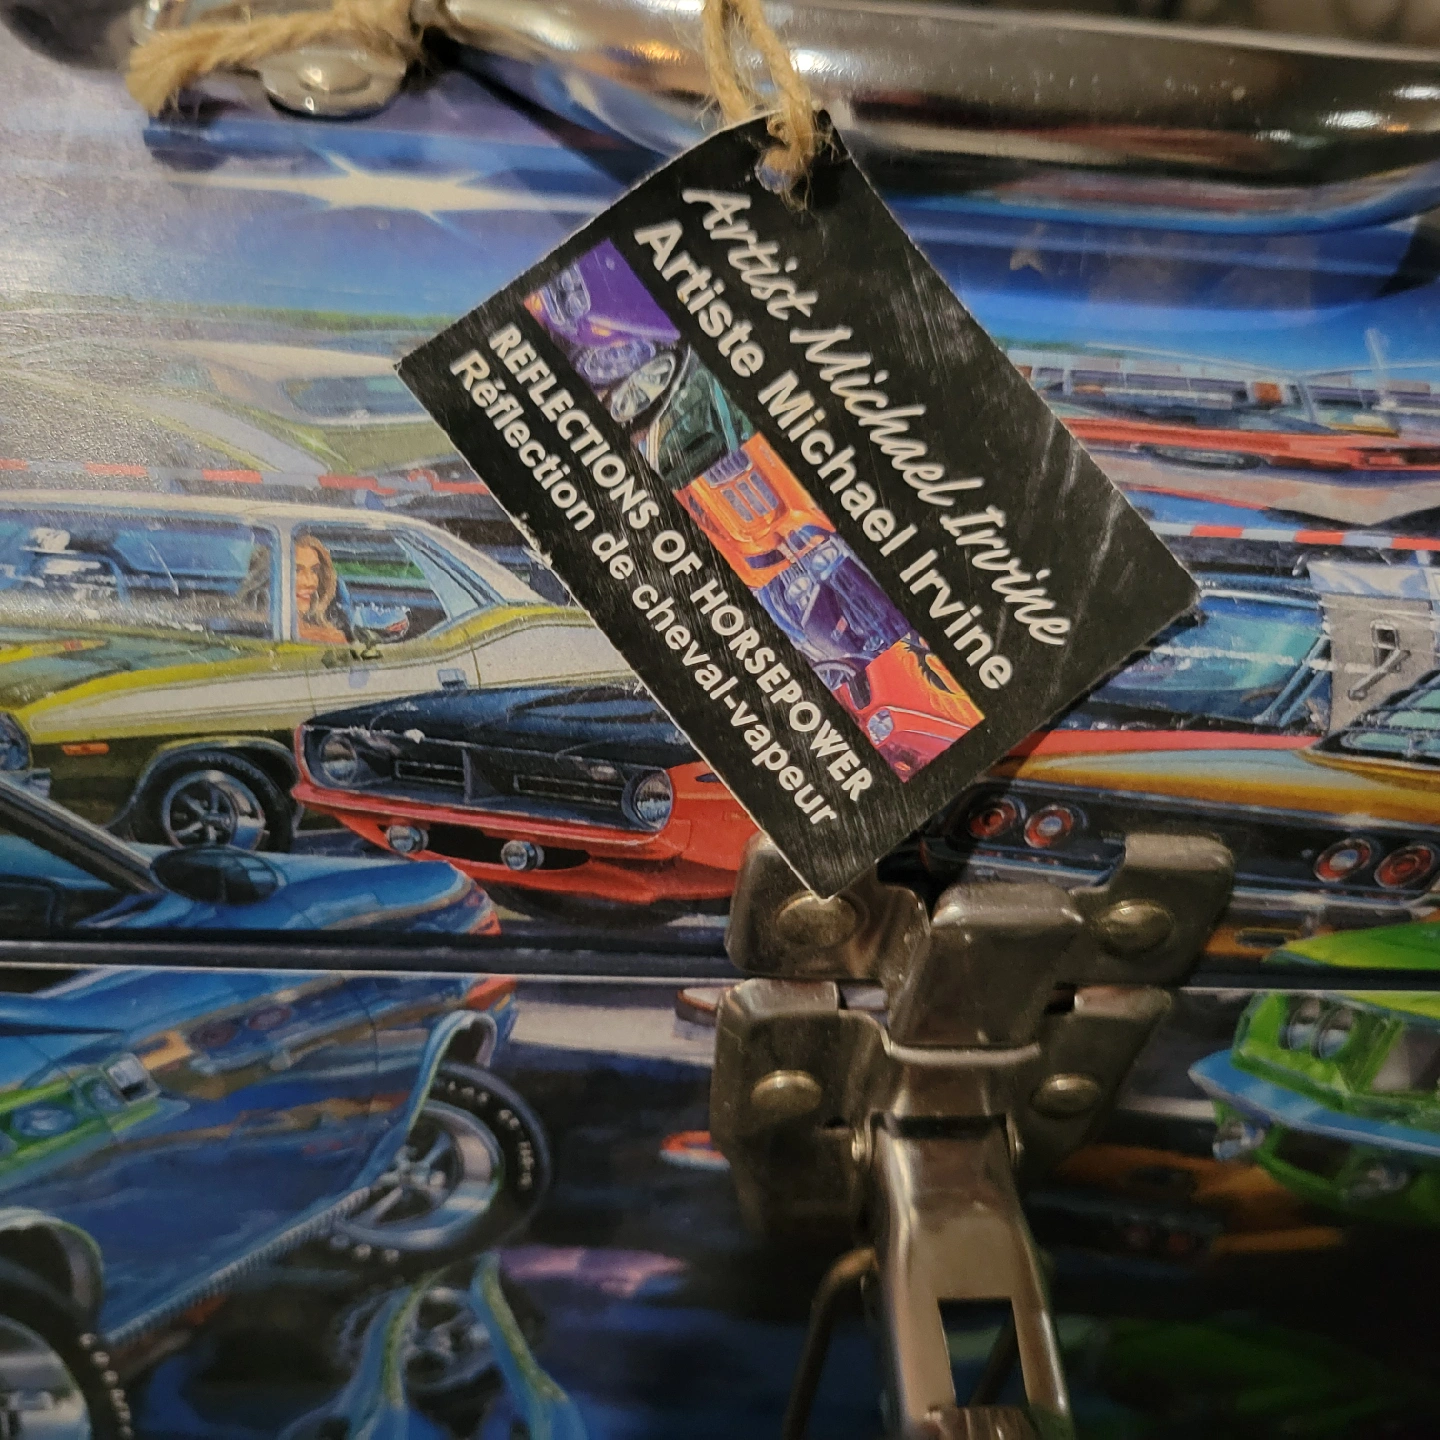 Artist Michael Irvine
Artiste Michael Irvine
REFLECTIONS OF HORSEPOWER
Réflection de cheval-vapeur